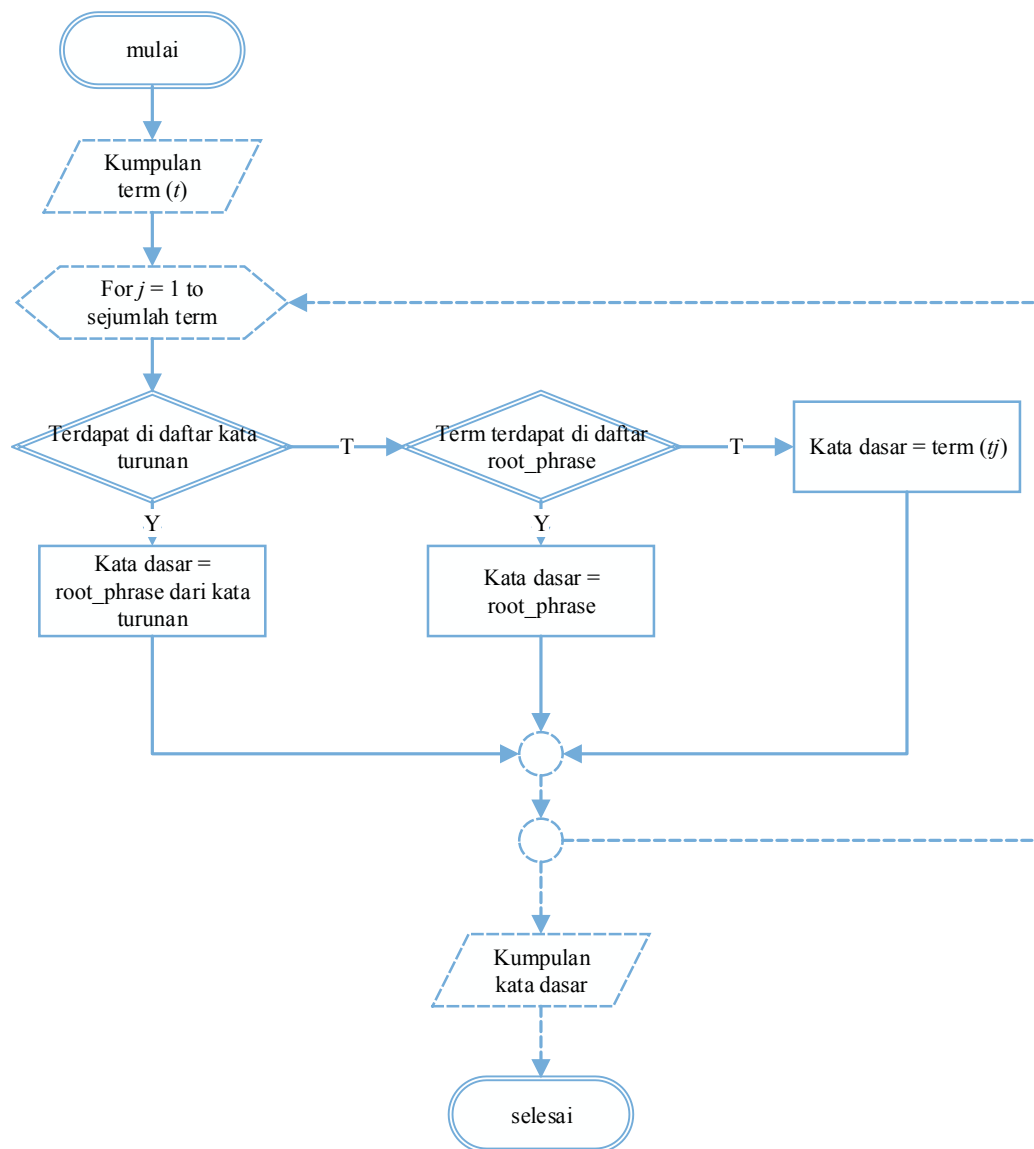 mulai
Kumpulan
term (t)
For j = 1 to
sejumlah term
Terdapat di daftar kata
turunan
T
Term terdapat di daftar
root_phrase
T
Kata dasar = term (tj)
Y
Y
Kata dasar =
root_phrase dari kata
turunan
Kata dasar =
root_phrase
Kumpulan
kata dasar
selesai